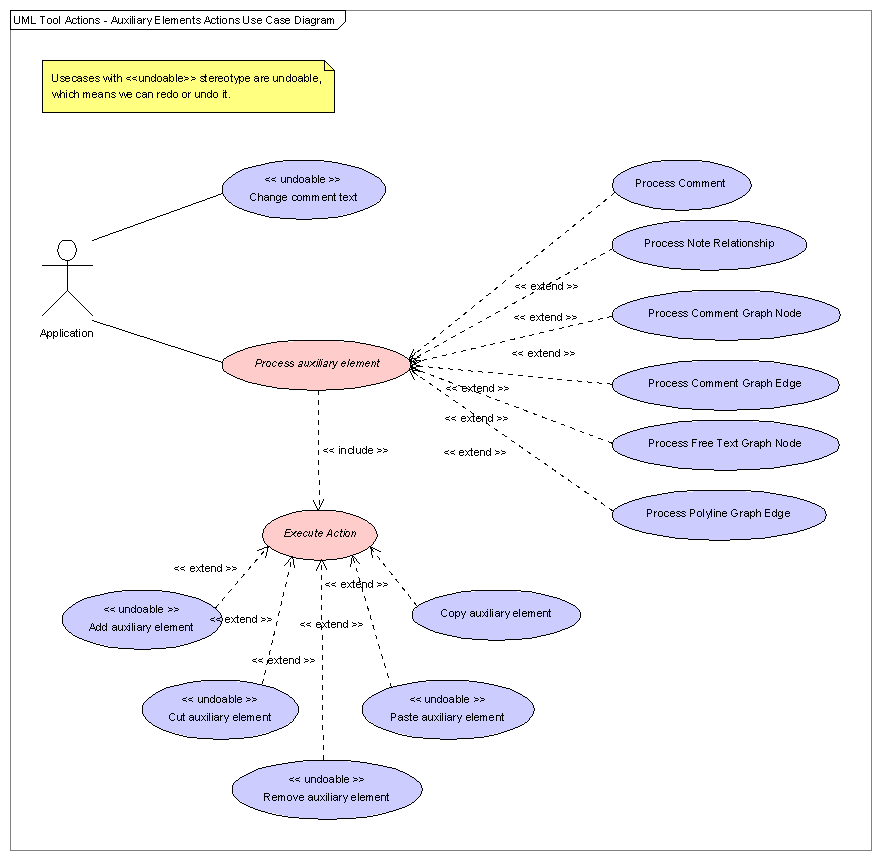 UML Tool Actions - Auxiliary Elements Actions Use Case Diagram
Usecases with <<undoable>> stereotype are undoable,
which means we can redo or undo it.
<< undoable >>
Change comment text
Process Comment
Process Note Relationship
<< extend >>
Process Comment Graph Node
<< extend >>
Application
<< extend >>
Process auxiliary element
Process Comment Graph Edge
<< extend >>
<< extend >>
Process Free Text Graph Node
<< include >>
<< extend >>
Process Polyline Graph Edge
Execute Action
<< extend >>
<< extend >>
<< undoable >>
Add auxiliary element
Copy auxiliary element
<< extend >>
<< extend >>
<< extend >>
<< undoable >>
Cut auxiliary element
<< undoable >>
Paste auxiliary element
<< undoable >>
Remove auxiliary element